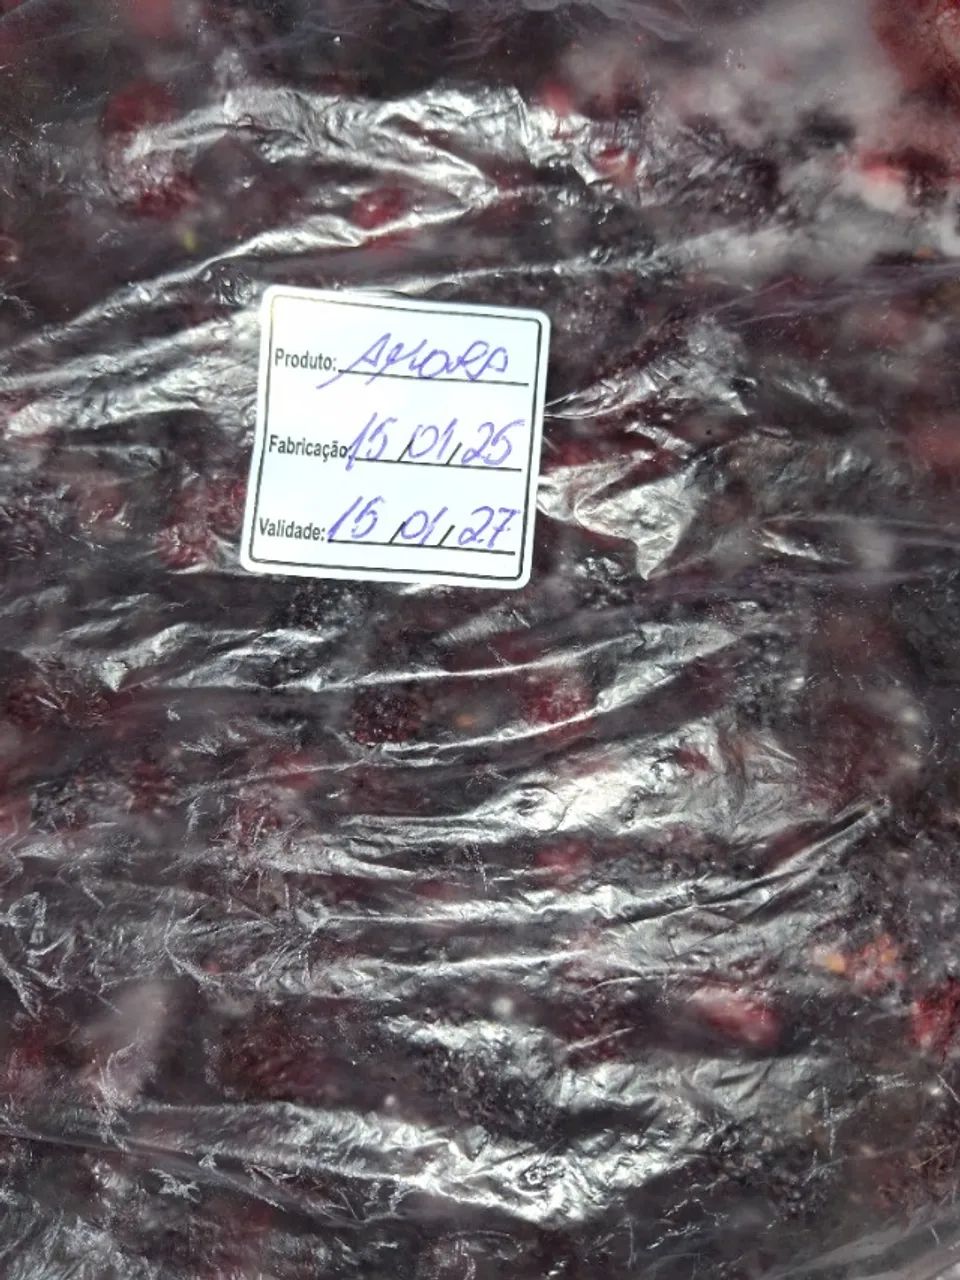 Produto: AMORA
Fabricação: 15/01/25
Validade: 15/01/27